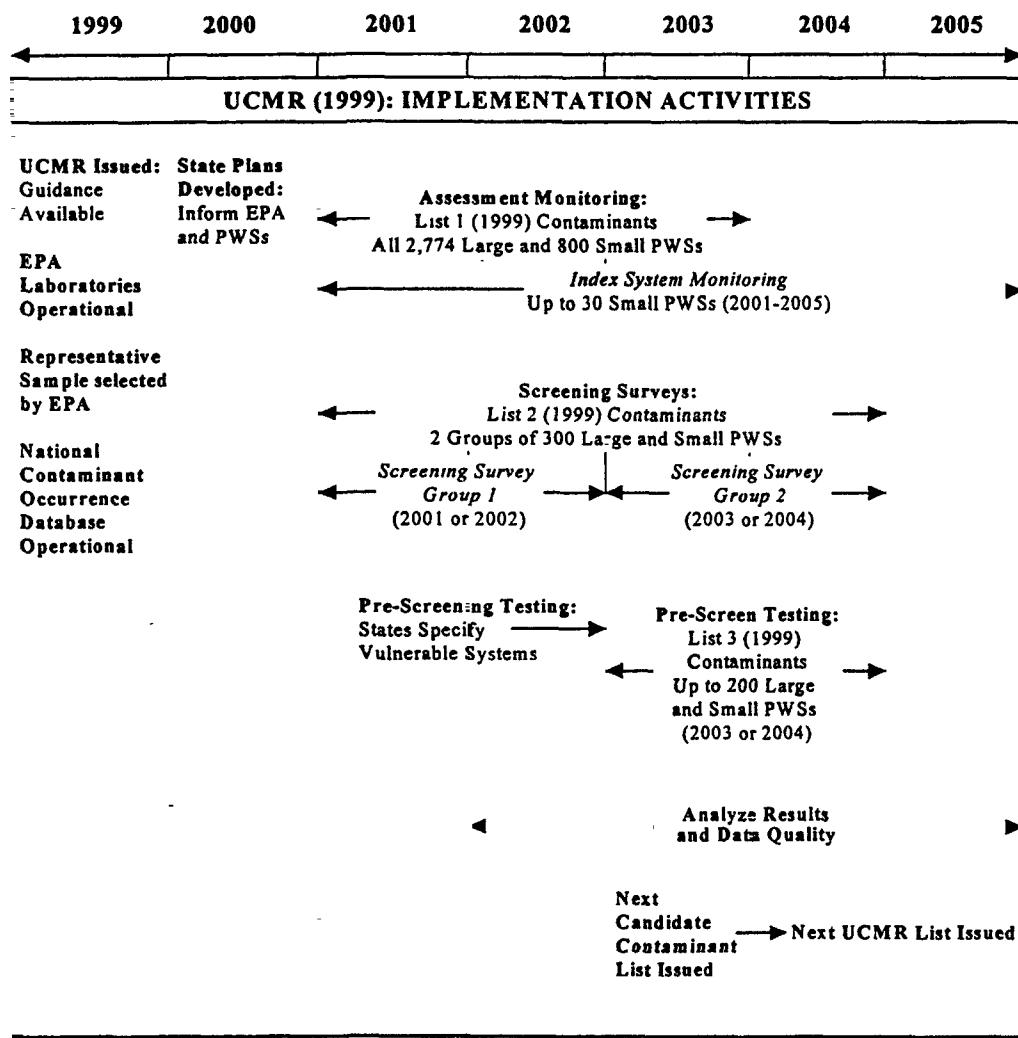 1999 2000 2001 2002 2003 2004 2005
UCMR (1999): IMPLEMENTATION ACTIVITIES
UCMR Issued:
Guidance
Available
EPA
Laboratories
Operational
Representative
Sample selected
by EPA
National
Contaminant
Occurrence
Database
Operational
State Plans
Developed:
Inform EPA
and PWSs
Assessment Monitoring:
List 1 (1999) Contaminants
All 2,774 Large and 800 Small PWSs
Index System Monitoring
Up to 30 Small PWSs (2001-2005)
Screening Surveys:
List 2 (1999) Contaminants
2 Groups of 300 Large and Small PWSs
Screening Survey
Group 1
(2001 or 2002)
Screening Survey
Group 2
(2003 or 2004)
Pre-Screening Testing:
States Specify
Vulnerable Systems
Pre-Screen Testing:
List 3 (1999)
Contaminants
Up to 200 Large
and Small PWSs
(2003 or 2004)
Analyze Results
and Data Quality
Next
Candidate
Contaminant
List Issued
Next UCMR List Issued